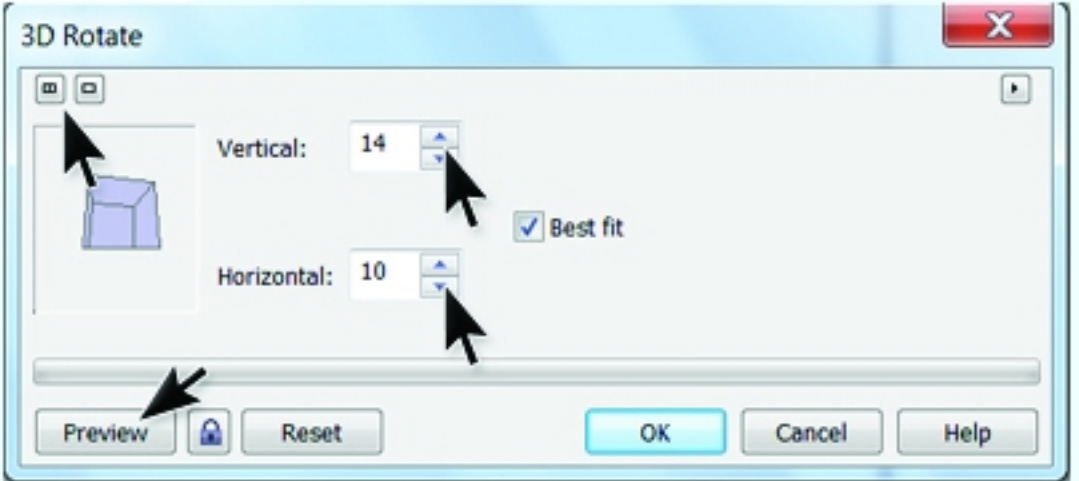 3D Rotate
Vertical: 14
Best fit
Horizontal: 10
Preview Reset OK Cancel Help